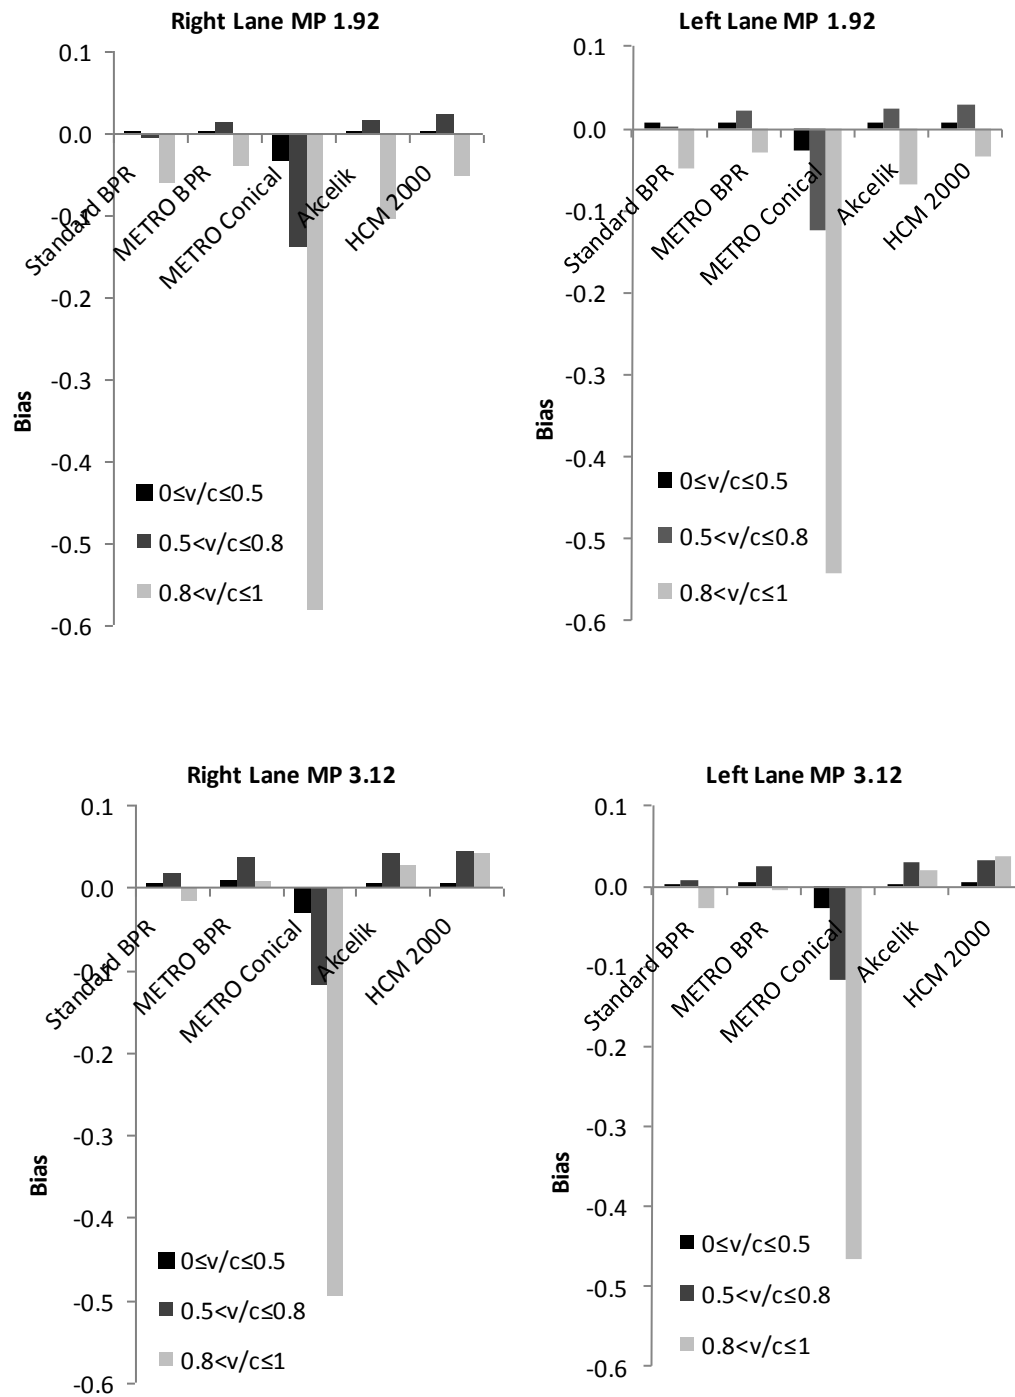 Right Lane MP 1.92
0.1
0.0
-0.1
-0.2
-0.3
-0.4
-0.5
-0.6
Bias
Standard BPR
METRO BPR
METRO Conical
Akcelik
HCM 2000
0≤v/c≤0.5
0.5<v/c≤0.8
0.8<v/c≤1
Left Lane MP 1.92
0.1
0.0
-0.1
-0.2
-0.3
-0.4
-0.5
-0.6
Bias
Standard BPR
METRO BPR
METRO Conical
Akcelik
HCM 2000
0≤v/c≤0.5
0.5<v/c≤0.8
0.8<v/c≤1
Right Lane MP 3.12
0.1
0.0
-0.1
-0.2
-0.3
-0.4
-0.5
-0.6
Bias
Standard BPR
METRO BPR
METRO Conical
Akcelik
HCM 2000
0≤v/c≤0.5
0.5<v/c≤0.8
0.8<v/c≤1
Left Lane MP 3.12
0.1
0.0
-0.1
-0.2
-0.3
-0.4
-0.5
-0.6
Bias
Standard BPR
METRO BPR
METRO Conical
Akcelik
HCM 2000
0≤v/c≤0.5
0.5<v/c≤0.8
0.8<v/c≤1